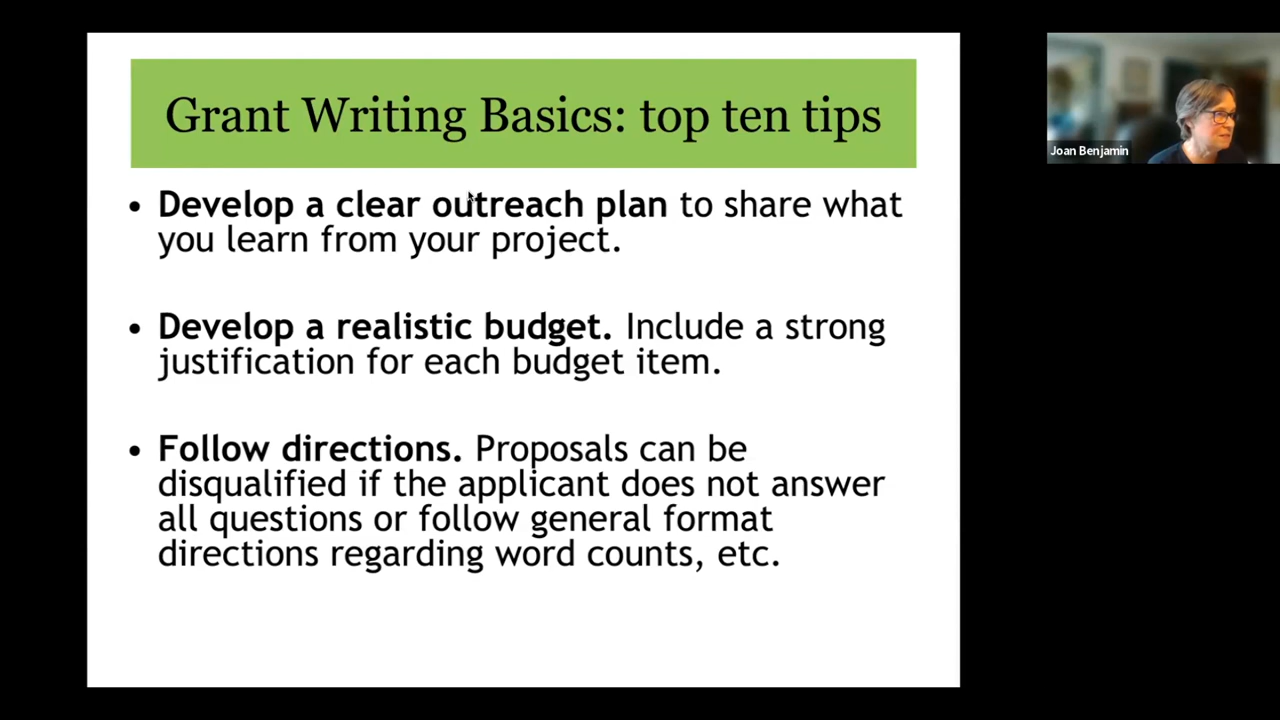 Grant Writing Basics: top ten tips
• Develop a clear outreach plan to share what
you learn from your project.
• Develop a realistic budget. Include a strong
justification for each budget item.
• Follow directions. Proposals can be
disqualified if the applicant does not answer
all questions or follow general format
directions regarding word counts, etc.
Joan Benjamin